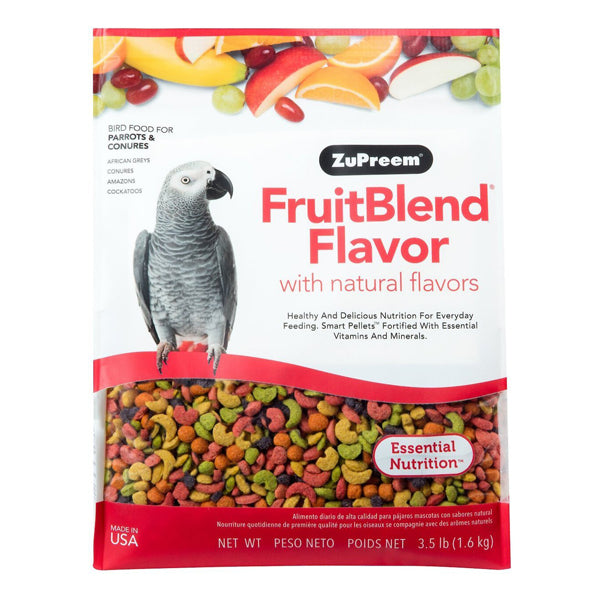 BIRD FOOD FOR
PARROTS &
CONURES
AFRICAN GREYS
CONURES
AMAZONS
COCKATOOS
ZuPreem®
FruitBlend®
Flavor
with natural flavors
Healthy And Delicious Nutrition For Everyday
Feeding. Smart Pellets™ Fortified With Essential
Vitamins And Minerals.
Essential
Nutrition™
Alimento diario de alta calidad para pájaros mascotas con sabores natural
Nourriture quotidienne de première qualité pour les oiseaux se compagnie avec des arômes naturels
MADE IN
USA
NET WT PESO NETO POIDS NET 3.5 lb (1.6 kg)